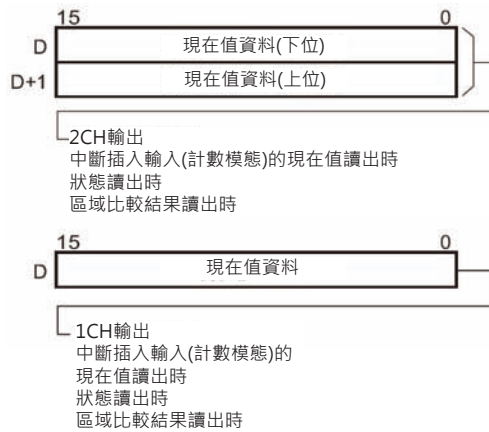 15 0
D 現在值資料(下位)
D+1 現在值資料(上位)
2CH輸出
中斷插入輸入(計數模態)的現在值讀出時
狀態讀出時
區域比較結果讀出時
15 0
D 現在值資料
1CH輸出
中斷插入輸入(計數模態)的
現在值讀出時
狀態讀出時
區域比較結果讀出時